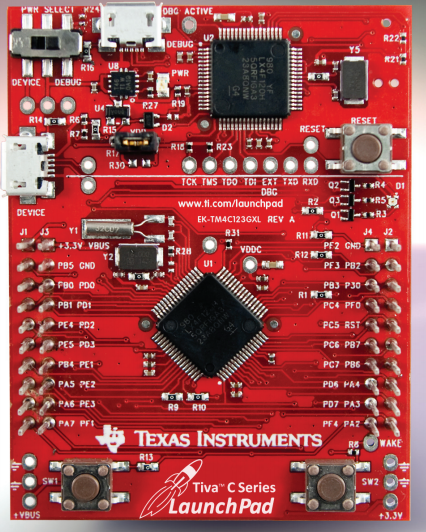 PWR SELECT R24 DBG ACTIVE
DEBUG
R22
R21
R16
U2
Y5
U8
PWR
DEVICE DEBUG
R27
R19
U4
R14 R6
R15
D2
R7
R17
R30
R18 R23
RESET RESET
TCK TMS TDO TDI EXT TXD RXD
DBG
DEVICE
www.ti.com/launchpad
EK-TM4C123GXL REV A
Q2 R4 D1
Q3 R5
Q1 R3
R2
J1 J3 Y1
+3.3V VBUS
Y2
R28
R31
VDDC
U1
R11
R12
R1
PF2 GND J4 J2
PB5 GND
PF3 PB2
PB0 PD0
PB3 PE0
PB1 PD1
PC4 PF0
PE4 PD2
PC5 RST
PE5 PD3
PC6 PB7
PB4 PE1
PC7 PB6
PA5 PE2
PD6 PA4
PA6 PE3
PD7 PA3
PA7 PF1
PF4 PA2
R9 R10
TEXAS INSTRUMENTS
R13
R8 WAKE
SW1
SW2
Tiva™ C Series
LaunchPad
+VBUS
+3.3V